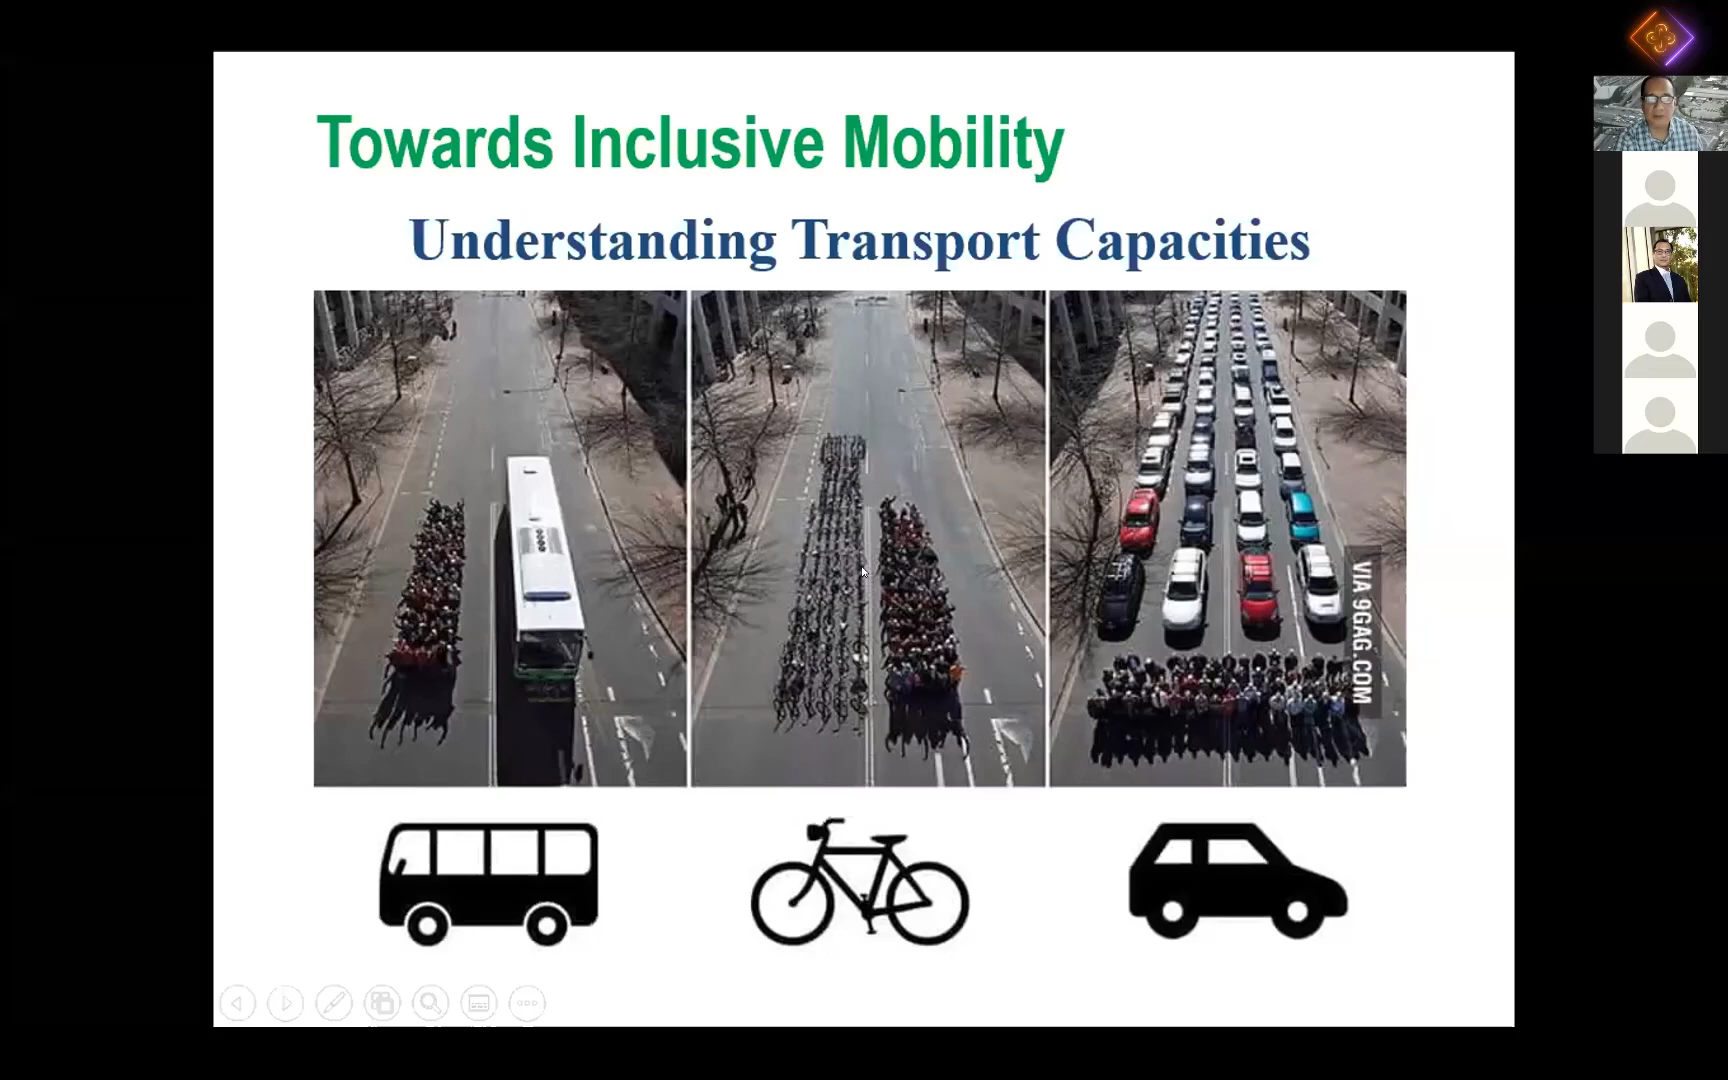 Towards Inclusive Mobility
Understanding Transport Capacities
VIA 9GAG.COM